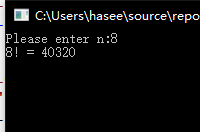 C:\Users\hasee\source\repo
Please enter n:8
8! = 40320